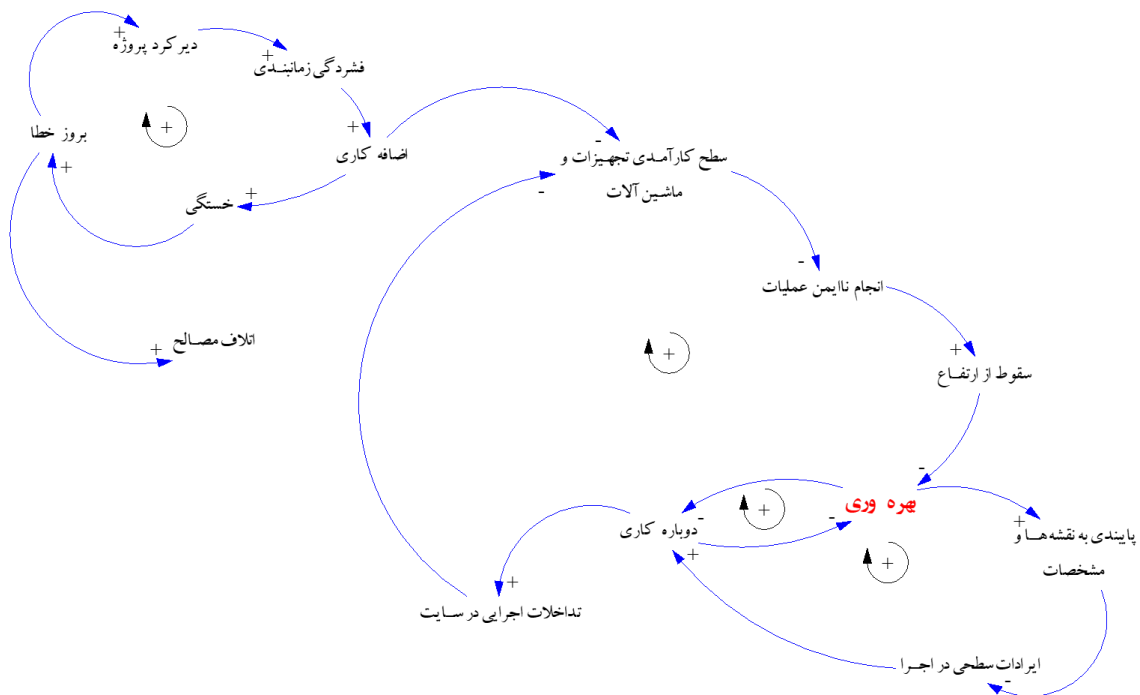 دیر کرد پروژه
فشردگی زمانبندی
بروز خطا
اضافه کاری
خستگی
اتلاف مصالح
سطح کارآمدی تجهیزات و
ماشین آلات
انجام ناایمن عملیات
سقوط از ارتفاع
بهره وری
دوباره کاری
پایبندی به نقشه ها و
مشخصات
تداخلات اجرایی در سایت
ایرادات سطحی در اجرا